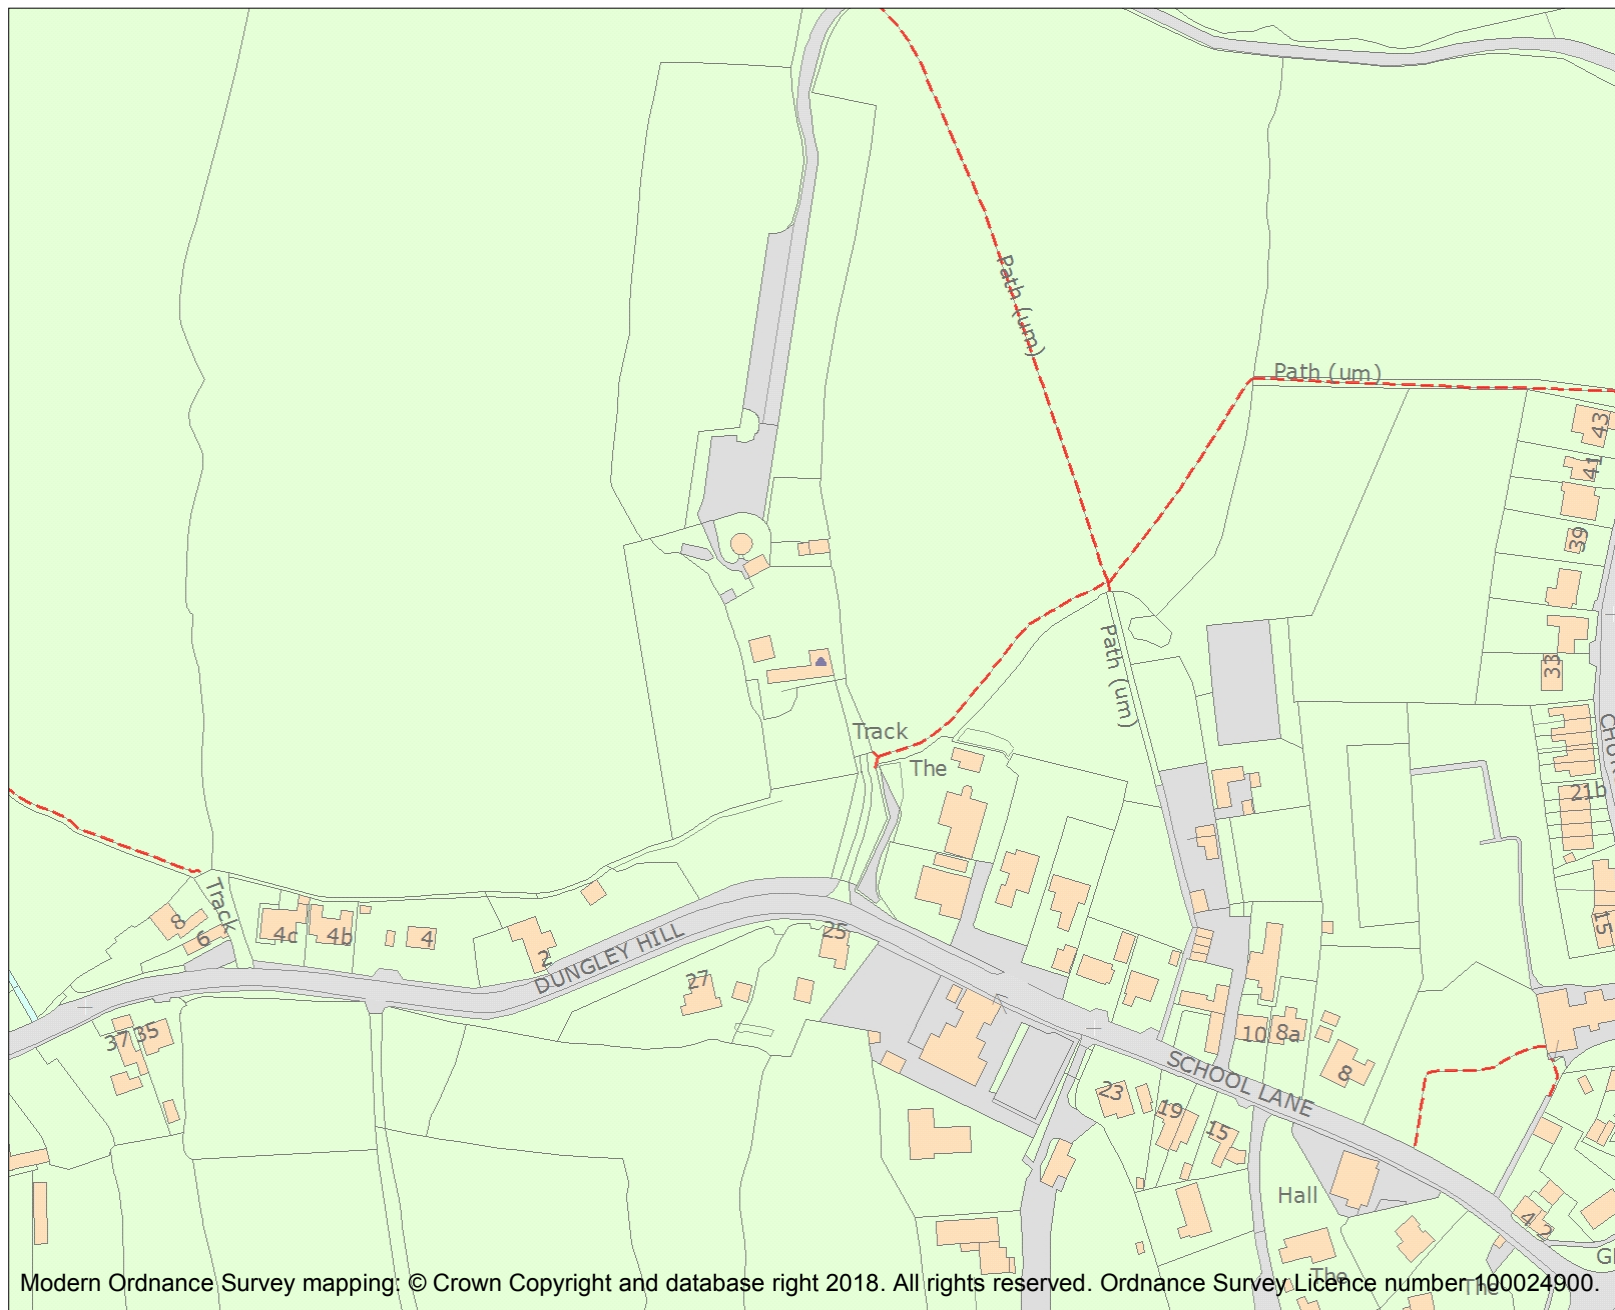 Path (um)
Path (um)
43
41
39
Path (um)
33
Track
The
21b
Track
8
6
4c
4b
4
2
25
15
DUNGLEY HILL
27
37
35
10
8a
8
SCHOOL LANE
23
19
15
Hall
4
2
The
The
Modern Ordnance Survey mapping: © Crown Copyright and database right 2018. All rights reserved. Ordnance Survey Licence number 100024900.